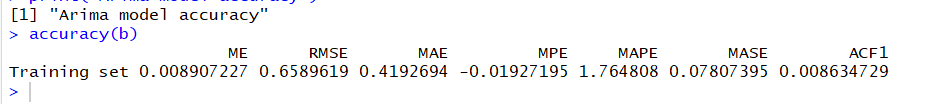 [1] "Arima model accuracy"
> accuracy(b)
ME RMSE MAE MPE MAPE MASE ACF1
Training set 0.008907227 0.6589619 0.4192694 -0.01927195 1.764808 0.07807395 0.008634729
>